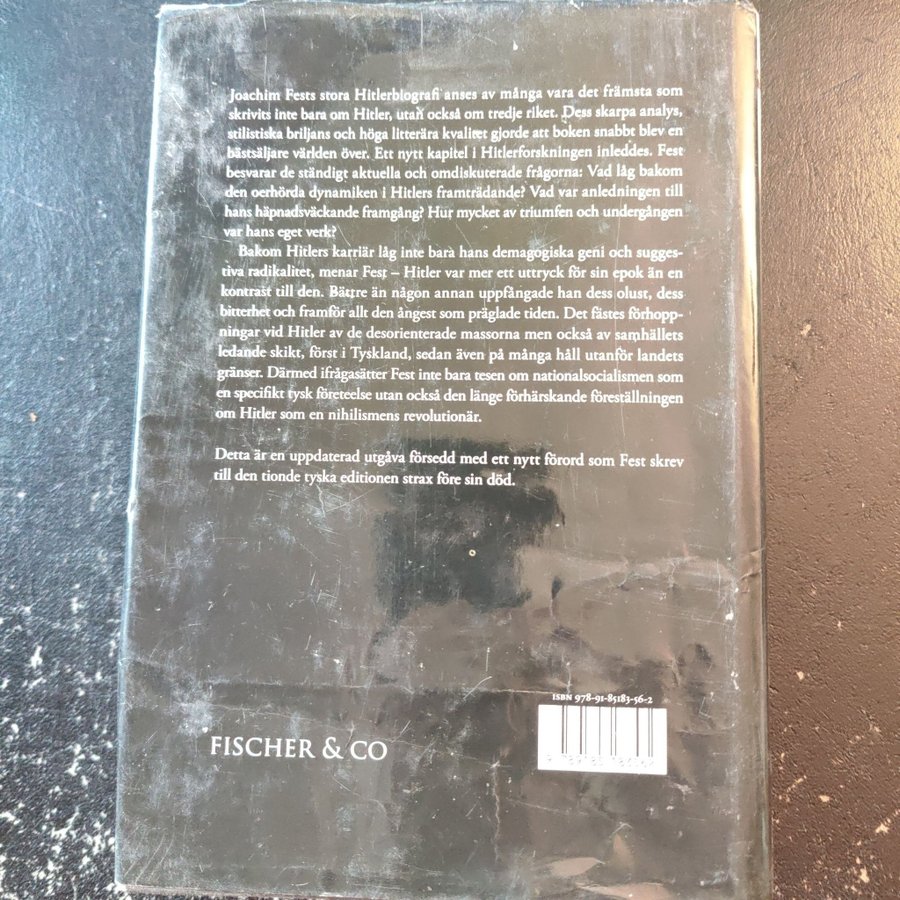 Joachim Fests stora Hitlerbiografi anses av många vara det främsta som
skrivits inte bara om Hitler, utan också om tredje riket. Dess skarpa analys,
stilistiska briljans och höga litterära kvalitet gjorde att boken snabbt blev en
bästsäljare världen över. Ett nytt kapitel i Hitlerforskningen inleddes. Fest
besvarar de ständigt aktuella och omdiskuterade frågorna: Vad låg bakom
den oerhörda dynamiken i Hitlers framträdande? Vad var anledningen till
hans häpnadsväckande framgång? Hur mycket av triumfen och undergången
var hans eget verk?
Bakom Hitlers karriär låg inte bara hans demagogiska geni och sugges-
tiva radikalitet, menar Fest – Hitler var mer ett uttryck för sin epok än en
kontrast till den. Bättre än någon annan uppfångade han dess olust, dess
bitterhet och framför allt den ångest som präglade tiden. Det fästes förhopp-
ningar vid Hitler av de desorienterade massorna men också av samhällets
ledande skikt, först i Tyskland, sedan även på många håll utanför landets
gränser. Därmed ifrågasätter Fest inte bara tesen om nationalsocialismen som
en specifikt tysk företeelse utan också den länge förhärskande föreställningen
om Hitler som en nihilismens revolutionär.
Detta är en uppdaterad utgåva försedd med ett nytt förord som Fest skrev
till den tionde tyska editionen strax före sin död.
ISBN 978-91-85183-56-2
FISCHER & CO